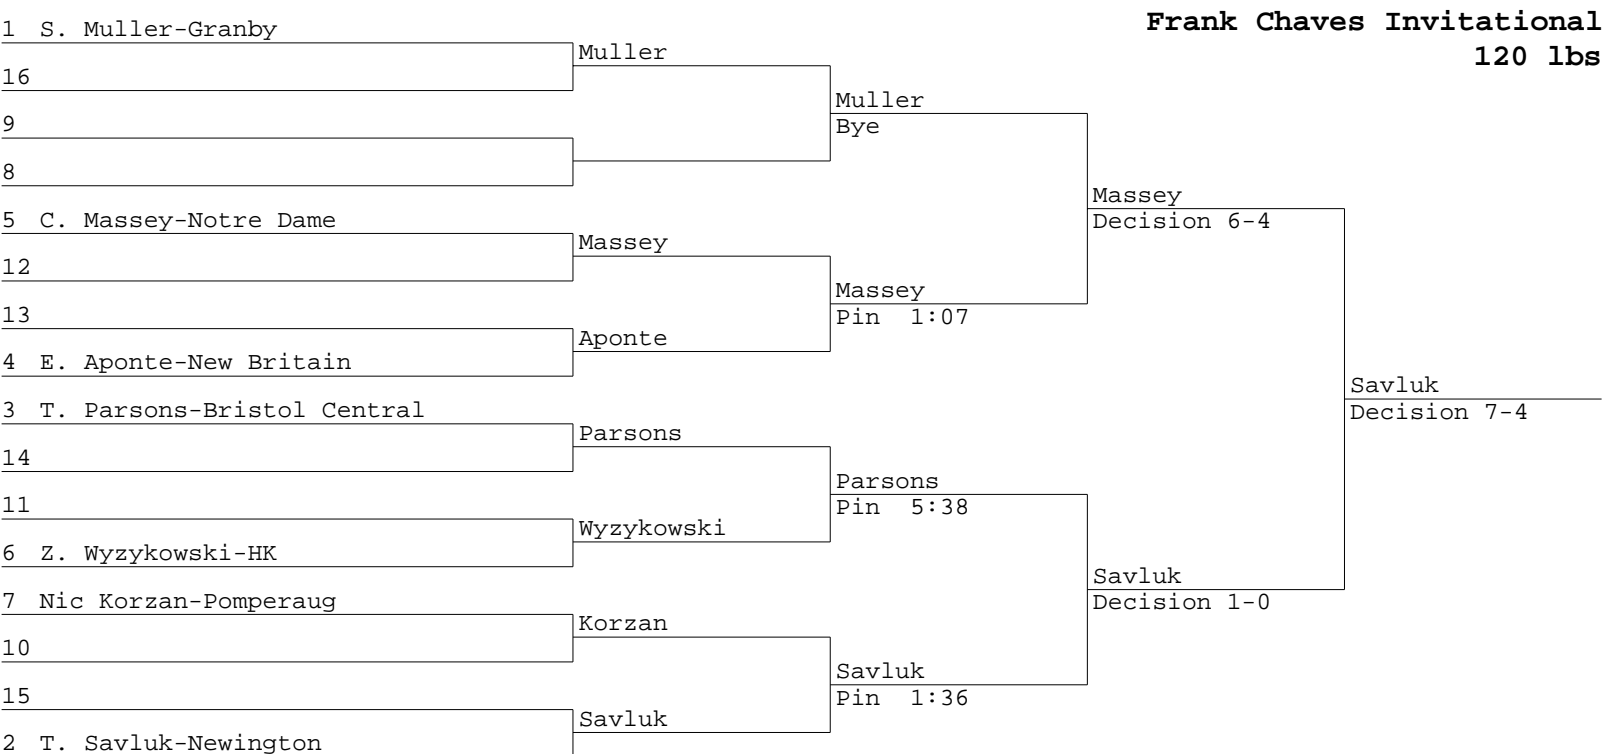 Frank Chaves Invitational
120 lbs
1 S. Muller-Granby
16
9
8
5 C. Massey-Notre Dame
12
13
4 E. Aponte-New Britain
3 T. Parsons-Bristol Central
14
11
6 Z. Wyzykowski-HK
7 Nic Korzan-Pomperaug
10
15
2 T. Savluk-Newington
Muller
Massey
Aponte
Parsons
Wyzykowski
Korzan
Savluk
Muller
Bye
Massey
Pin 1:07
Parsons
Pin 5:38
Savluk
Pin 1:36
Massey
Decision 6-4
Savluk
Decision 1-0
Savluk
Decision 7-4